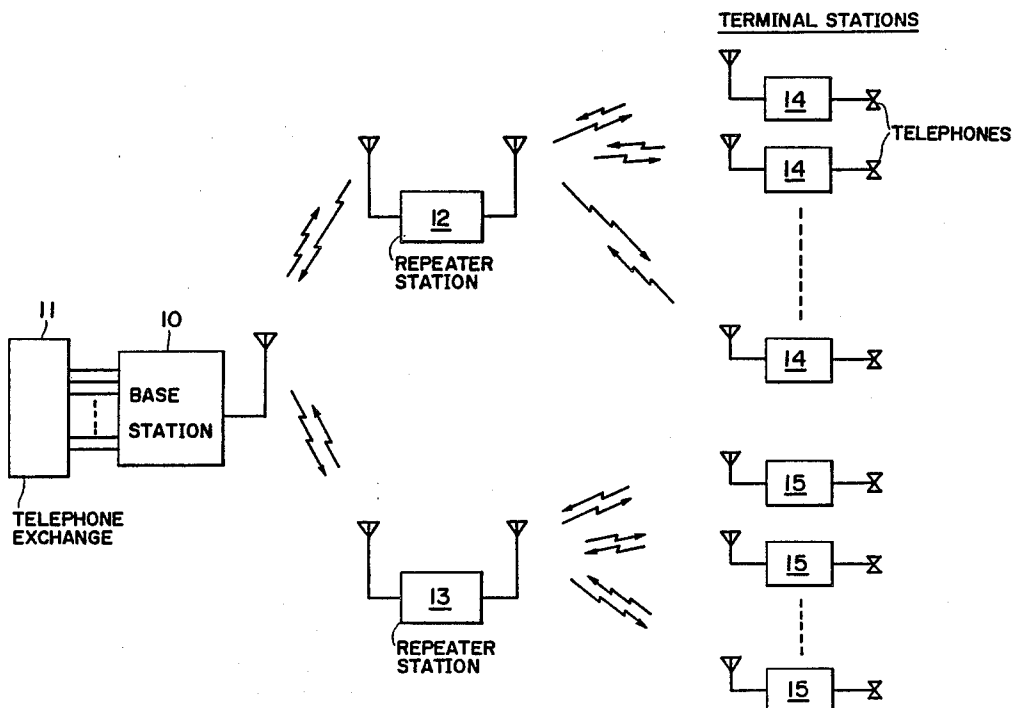 TERMINAL STATIONS
14
TELEPHONES
14
12
REPEATER
STATION
11
10
14
BASE
STATION
15
TELEPHONE
EXCHANGE
15
13
REPEATER
STATION
15